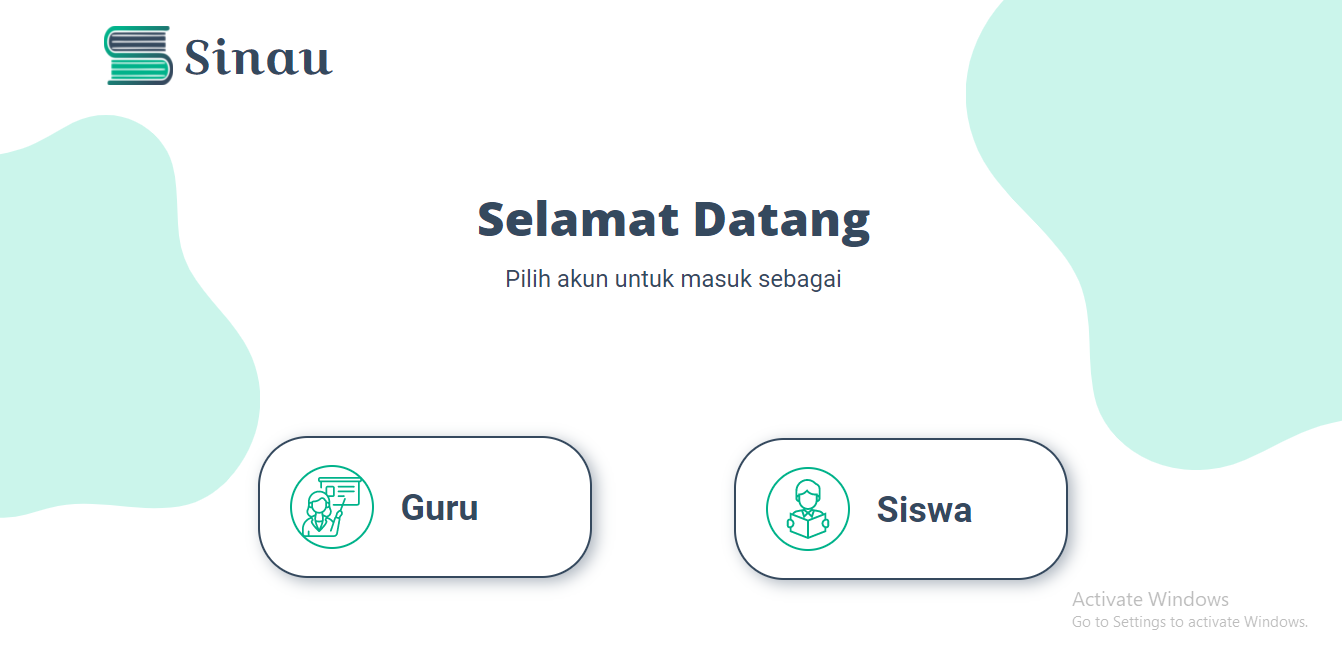 Sinau
Selamat Datang
Pilih akun untuk masuk sebagai
Guru
Siswa
Activate Windows
Go to Settings to activate Windows.